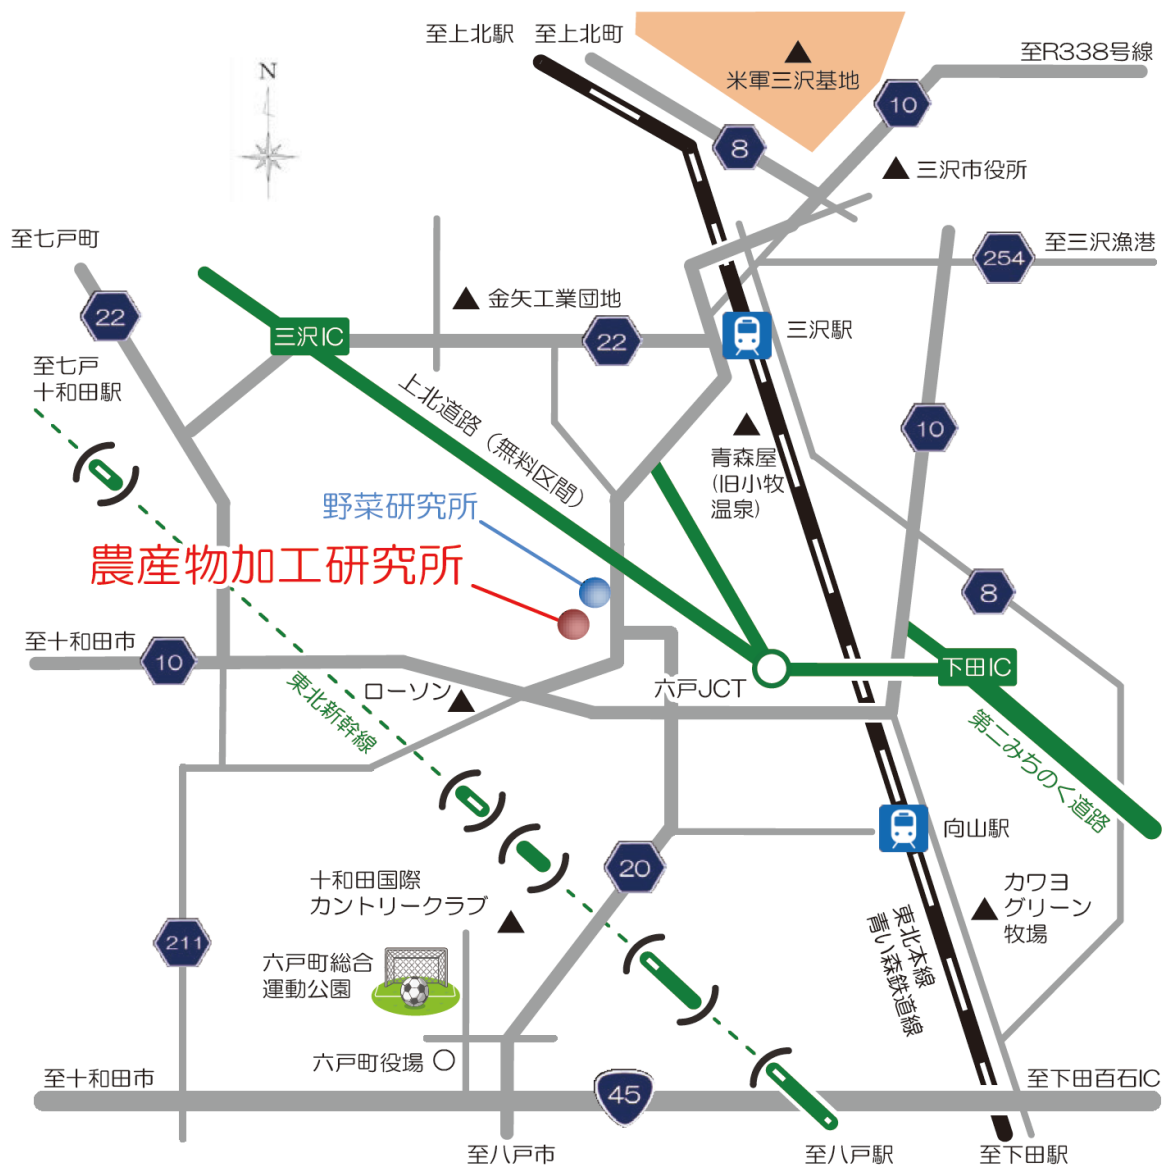 至上北駅
至上北町
至R338号線
米軍三沢基地
N
10
8
三沢市役所
至七戸町
至三沢漁港
254
金矢工業団地
22
三沢IC
22
三沢駅
至七戸
十和田駅
上北道路（無料区間）
10
青森屋
(旧小牧
温泉)
野菜研究所
農産物加工研究所
8
至十和田市
10
下田IC
六戸JCT
ローソン
東北新幹線
第二みちのく道路
向山駅
20
十和田国際
カントリークラブ
カワヨ
グリーン
牧場
東北本線
青い森鉄道線
211
六戸町総合
運動公園
六戸町役場
至十和田市
45
至下田百石IC
至八戸市
至八戸駅
至下田駅